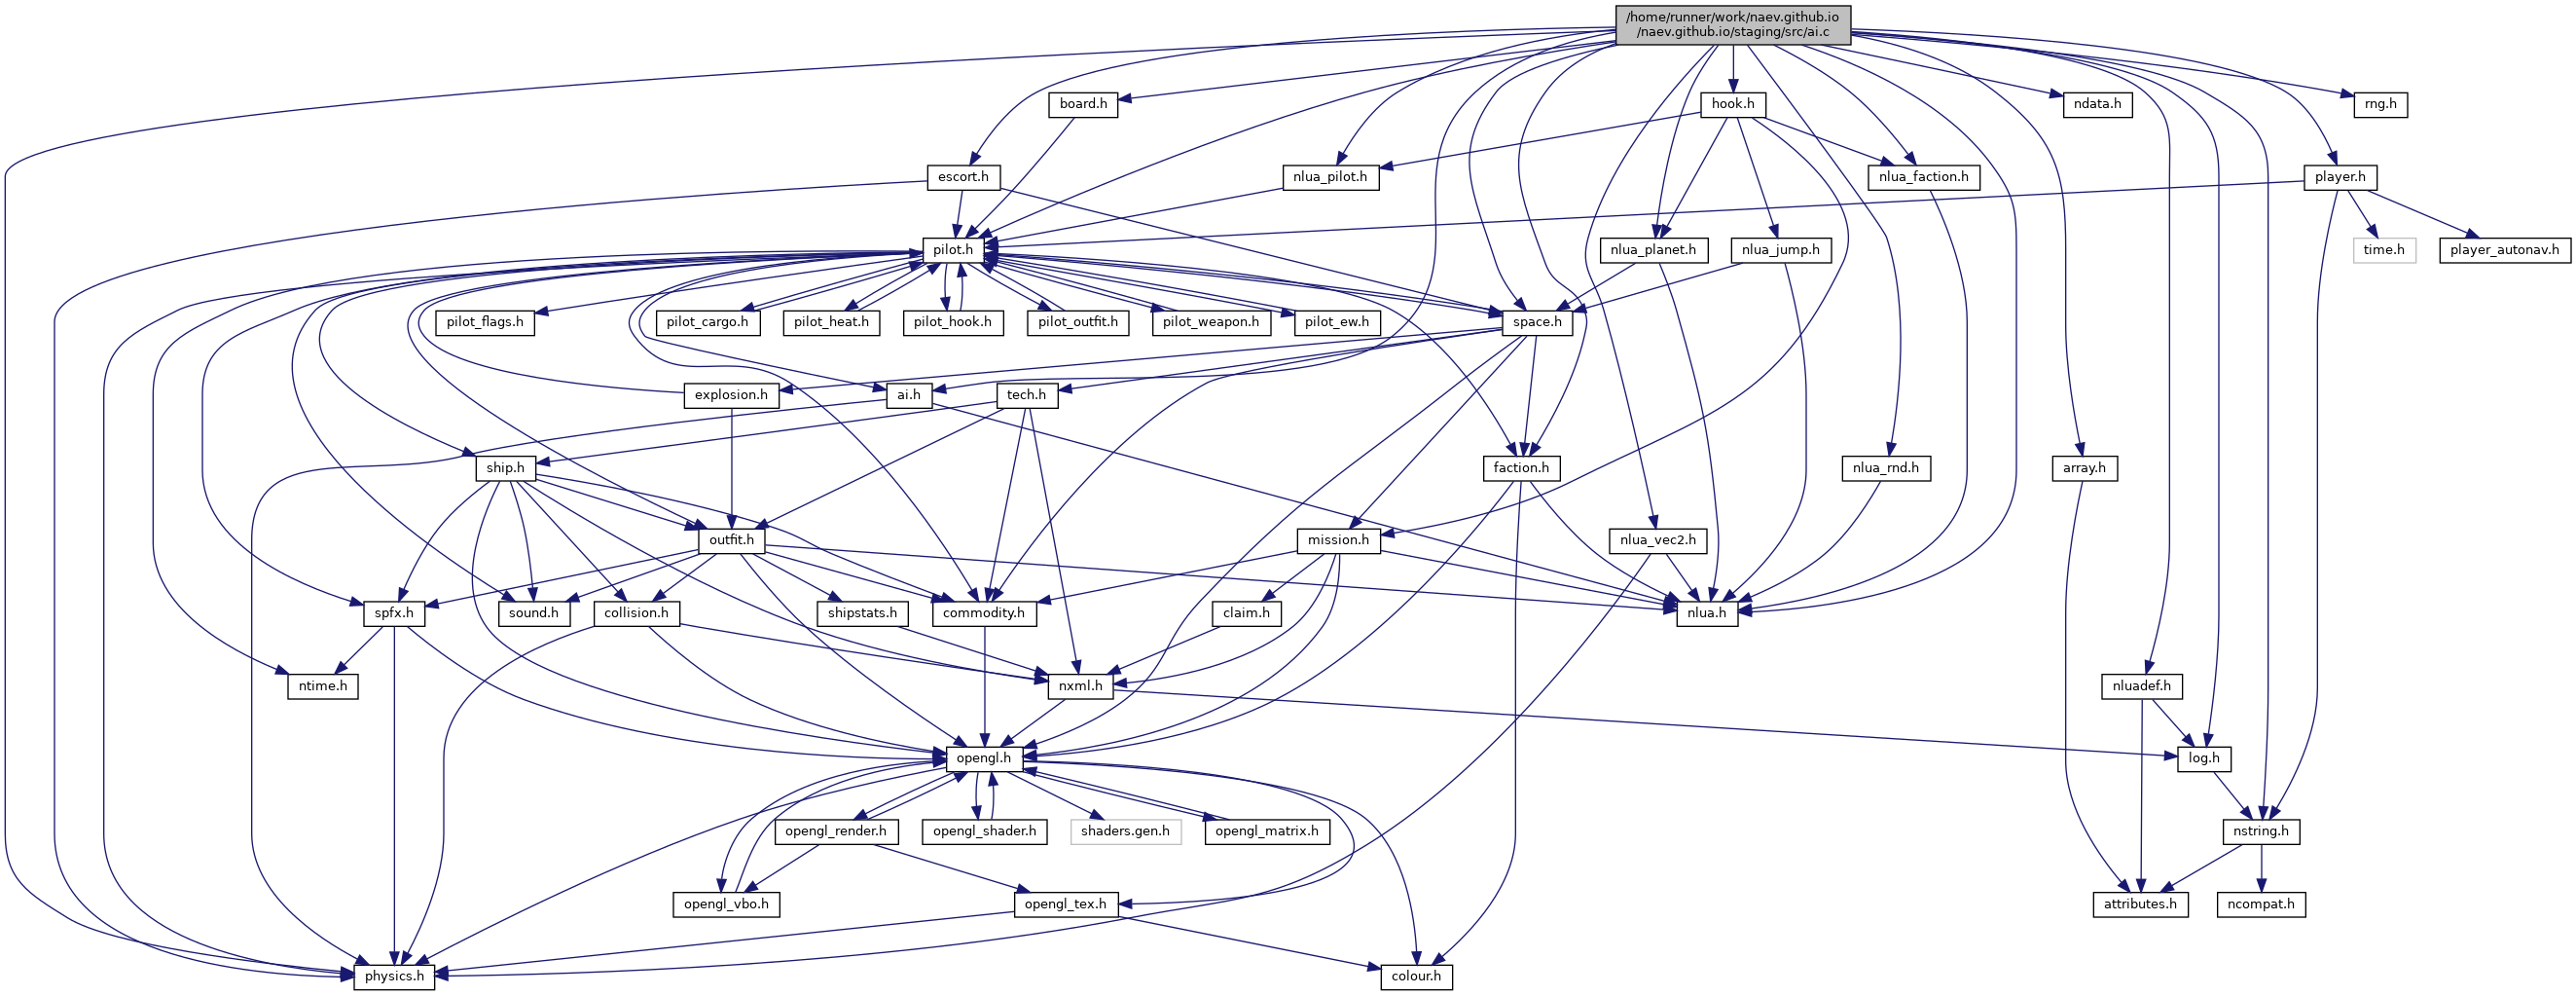 /home/runner/work/naev.github.io
/naev.github.io/staging/src/ai.c
board.h
hook.h
ndata.h
rng.h
escort.h
nlua_pilot.h
nlua_faction.h
player.h
pilot.h
nlua_planet.h
nlua_jump.h
time.h
player_autonav.h
pilot_flags.h
pilot_cargo.h
pilot_heat.h
pilot_hook.h
pilot_outfit.h
pilot_weapon.h
pilot_ew.h
space.h
explosion.h
ai.h
tech.h
ship.h
faction.h
nlua_rnd.h
array.h
outfit.h
mission.h
nlua_vec2.h
spfx.h
sound.h
collision.h
shipstats.h
commodity.h
claim.h
nlua.h
ntime.h
nxml.h
nluadef.h
opengl.h
log.h
opengl_render.h
opengl_shader.h
shaders.gen.h
opengl_matrix.h
nstring.h
opengl_vbo.h
opengl_tex.h
attributes.h
ncompat.h
physics.h
colour.h